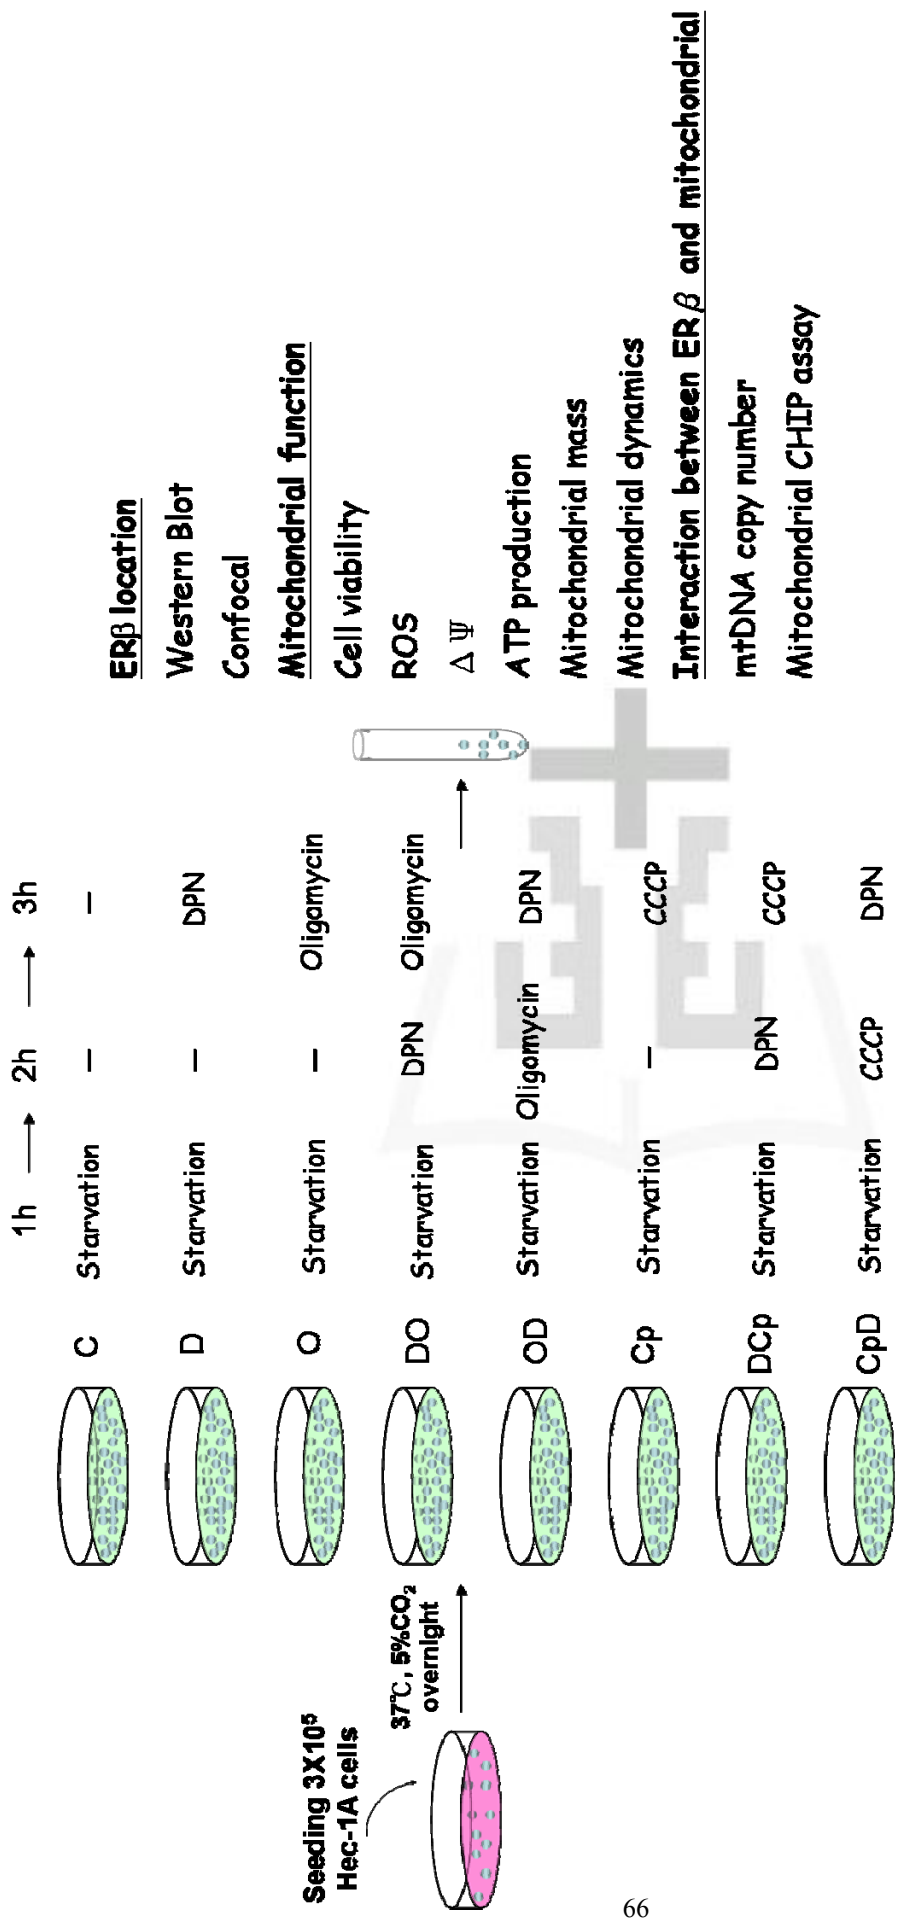 Seeding 3X10⁵
Hec-1A cells
37℃, 5%CO₂
overnight
1h 2h 3h
C Starvation — —
D Starvation — DPN
O Starvation — Oligomycin
DO Starvation DPN Oligomycin
OD Starvation Oligomycin DPN
Cp Starvation — CCCP
DCp Starvation DPN CCCP
CpD Starvation CCCP DPN
ERβ location
Western Blot
Confocal
Mitochondrial function
Cell viability
ROS
ΔΨ
ATP production
Mitochondrial mass
Mitochondrial dynamics
Interaction between ERβ and mitochondrial
mtDNA copy number
Mitochondrial CHIP assay
66